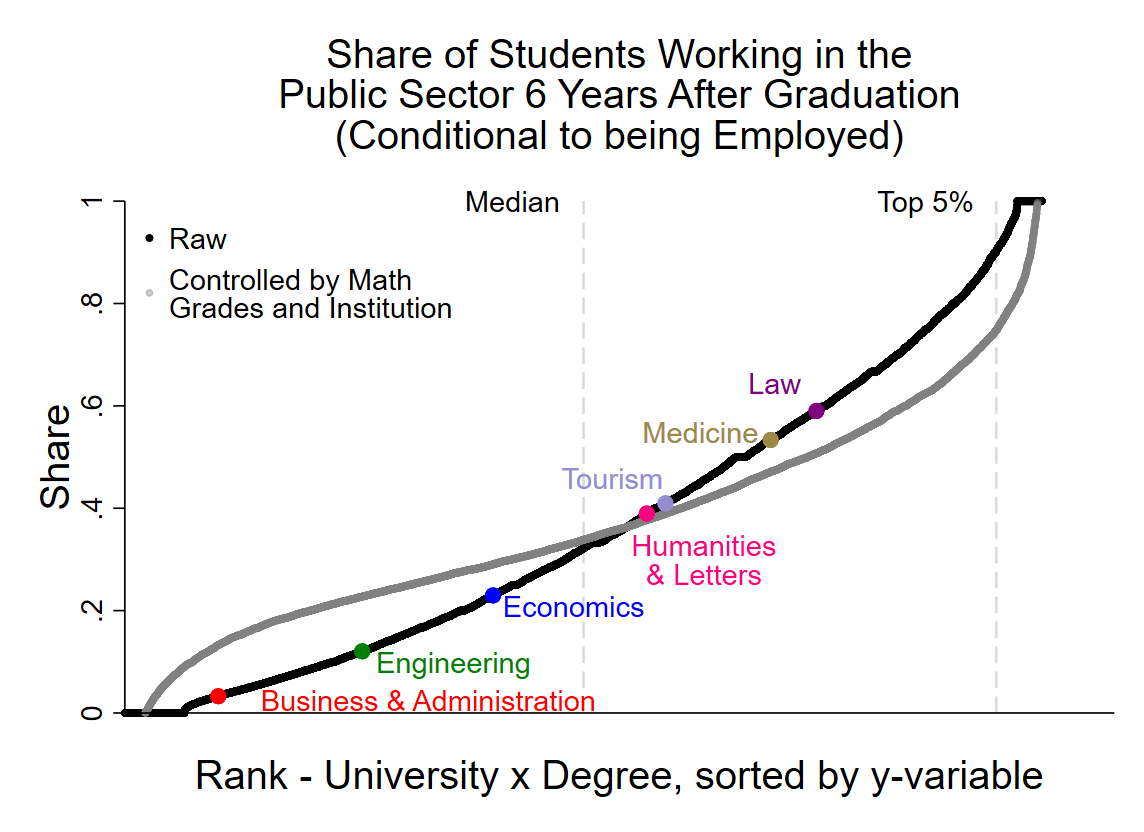 Share of Students Working in the
Public Sector 6 Years After Graduation
(Conditional to being Employed)
Median
Top 5%
Raw
Controlled by Math
Grades and Institution
1
.8
.6
.4
.2
0
Share
Law
Medicine
Tourism
Humanities
& Letters
Economics
Engineering
Business & Administration
Rank - University x Degree, sorted by y-variable